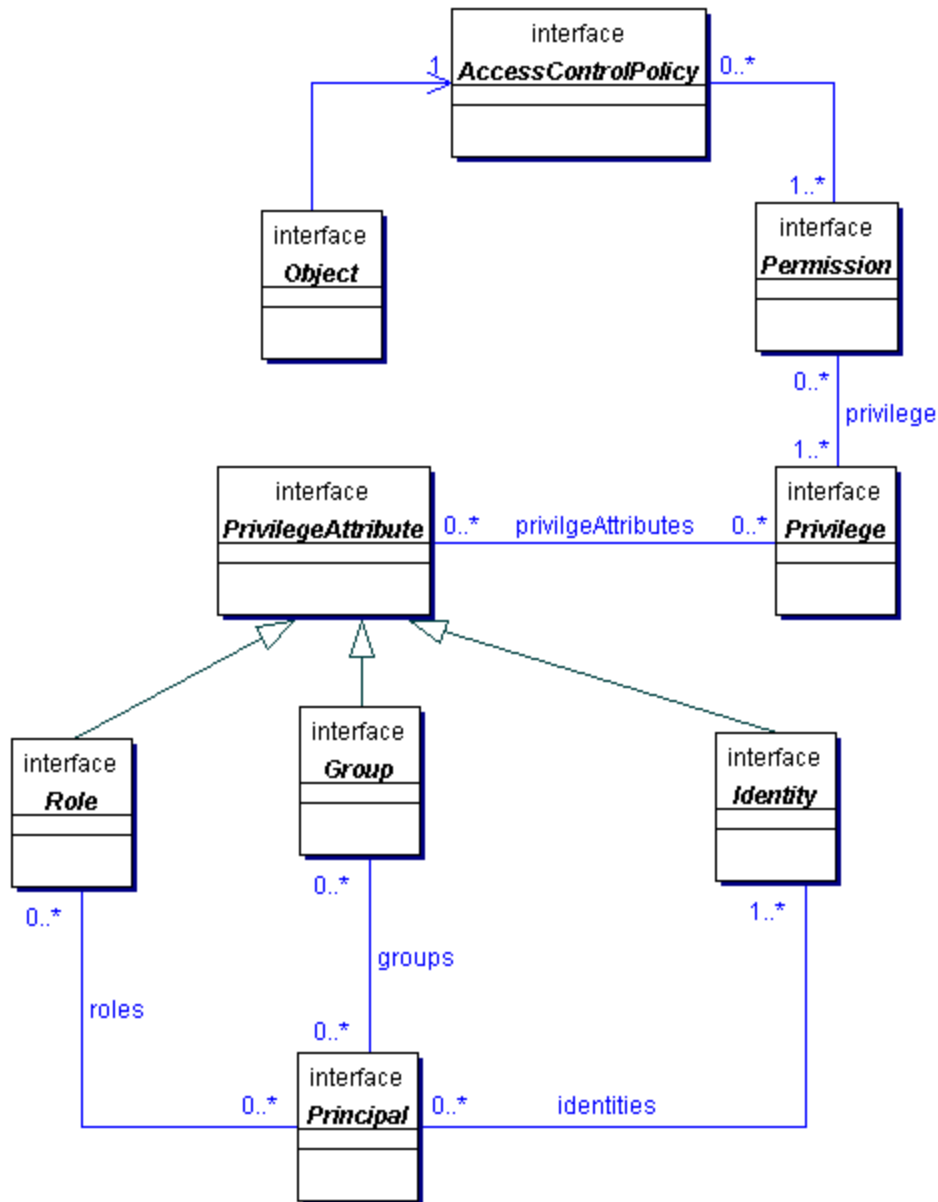 interface
AccessControlPolicy
1
0..*
1..*
interface
Object
interface
Permission
0..*
privilege
1..*
interface
PrivilegeAttribute
0..*
privilgeAttributes
0..*
interface
Privilege
interface
Role
interface
Group
interface
Identity
0..*
0..*
1..*
groups
roles
0..*
0..*
interface
Principal
0..*
identities